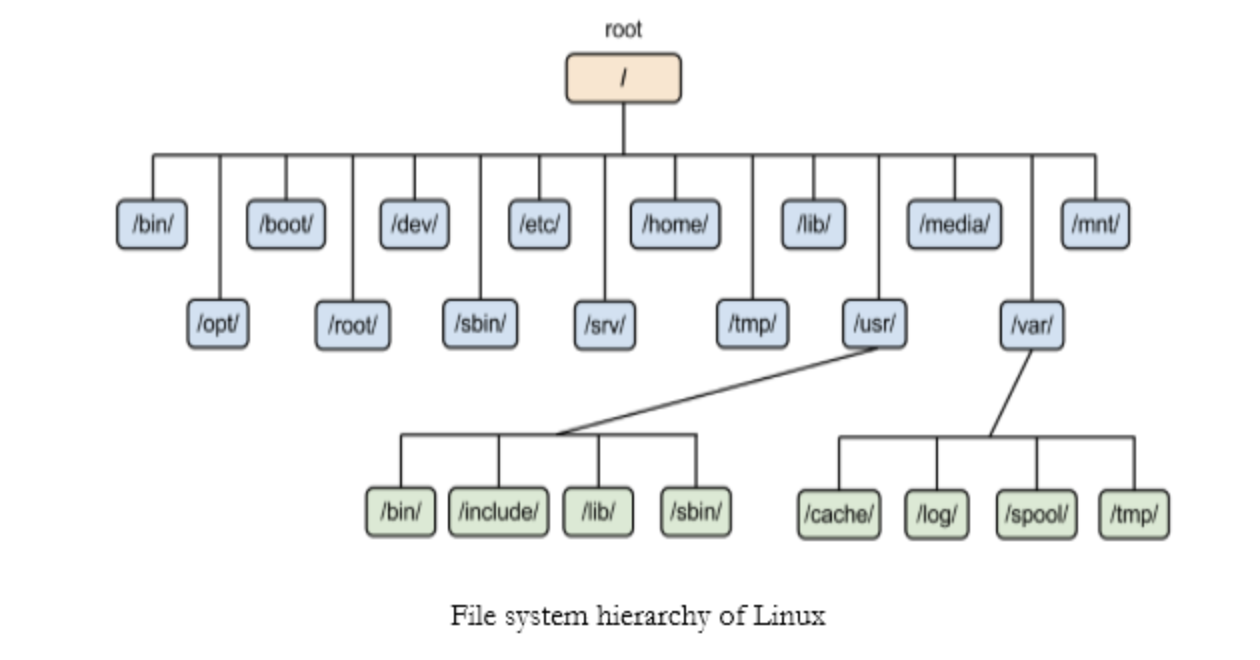 root
/
/bin/ /boot/ /dev/ /etc/ /home/ /lib/ /media/ /mnt/
/opt/ /root/ /sbin/ /srv/ /tmp/ /usr/ /var/
/bin/ /include/ /lib/ /sbin/ /cache/ /log/ /spool/ /tmp/
File system hierarchy of Linux